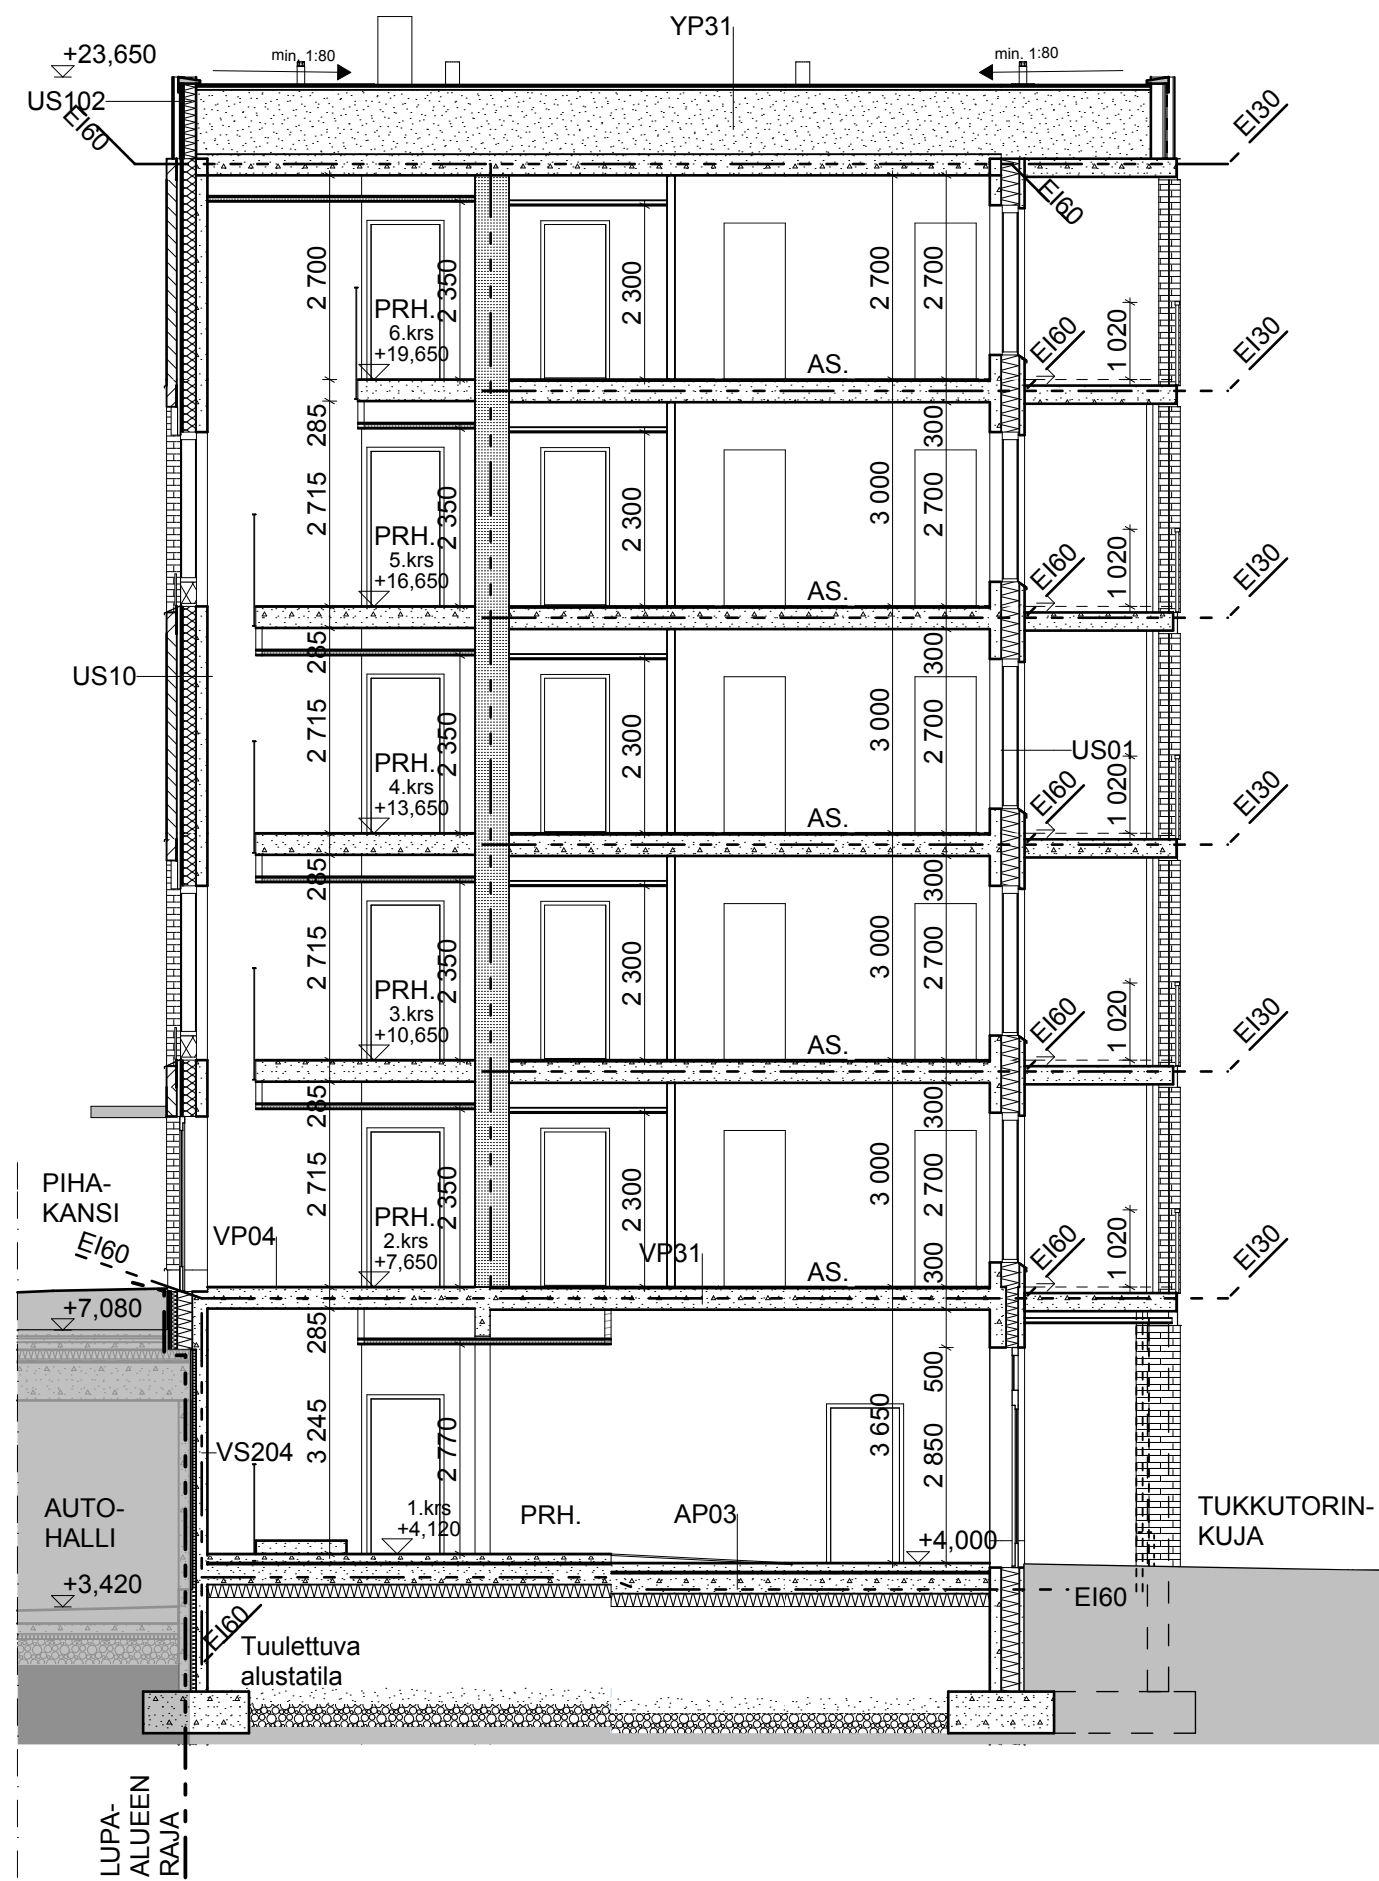 YP31
+23,650
min. 1:80
min. 1:80
US102
EI60
EI30
EI60
2 700
2 350
2 300
2 700
2 700
1 020
PRH.
6.krs
+19,650
AS.
EI60
EI30
285
300
2 715
2 350
2 300
3 000
2 700
1 020
PRH.
5.krs
+16,650
AS.
EI60
EI30
285
300
US10
2 715
2 350
2 300
3 000
2 700
US01
1 020
PRH.
4.krs
+13,650
AS.
EI60
EI30
285
300
2 715
2 350
2 300
3 000
2 700
1 020
PRH.
3.krs
+10,650
AS.
EI60
EI30
285
300
PIHA-
KANSI
EI60
2 715
2 350
2 300
3 000
2 700
1 020
PRH.
2.krs
+7,650
VP04
VP31
AS.
300
EI60
EI30
+7,080
285
500
3 245
2 770
3 650
2 850
VS204
AUTO-
HALLI
1.krs
+4,120
PRH.
AP03
+4,000
TUKKUTORIN-
KUJA
+3,420
EI60
EI60
Tuulettuva
alustatila
LUPA-
ALUEEN
RAJA